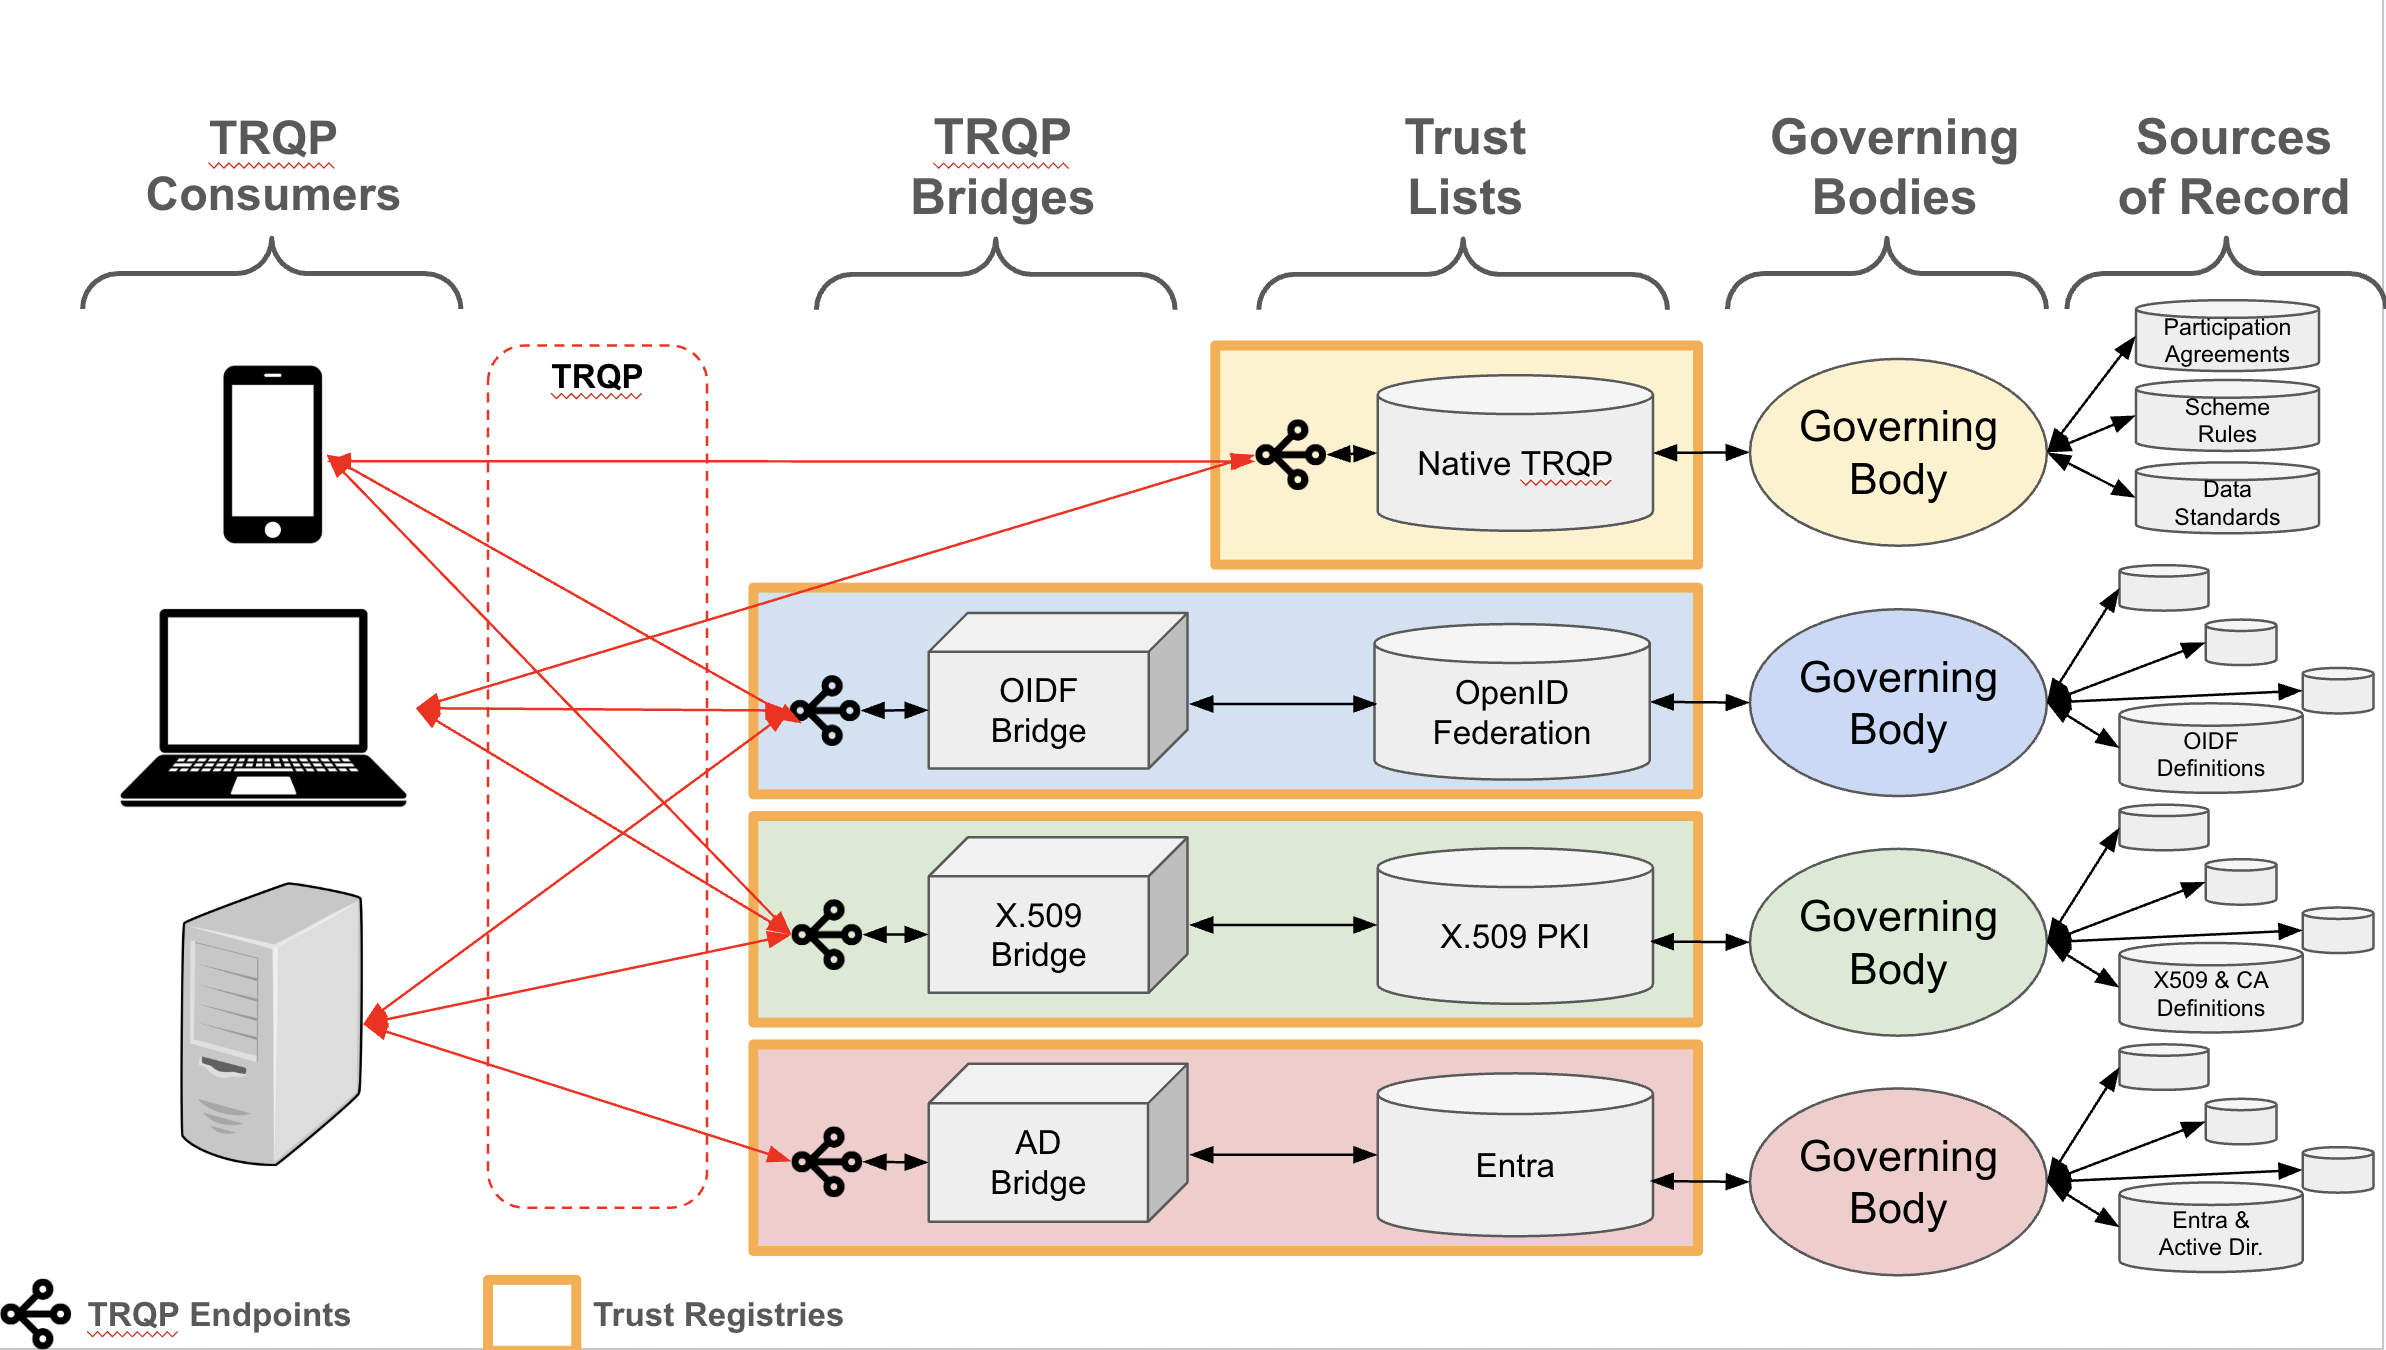 TRQP
Consumers
TRQP
Bridges
Trust
Lists
Governing
Bodies
Sources
of Record
TRQP
Native TRQP
Governing
Body
Participation
Agreements
Scheme
Rules
Data
Standards
OIDF
Bridge
OpenID
Federation
Governing
Body
OIDF
Definitions
X.509
Bridge
X.509 PKI
Governing
Body
X509 & CA
Definitions
AD
Bridge
Entra
Governing
Body
Entra &
Active Dir.
TRQP Endpoints
Trust Registries